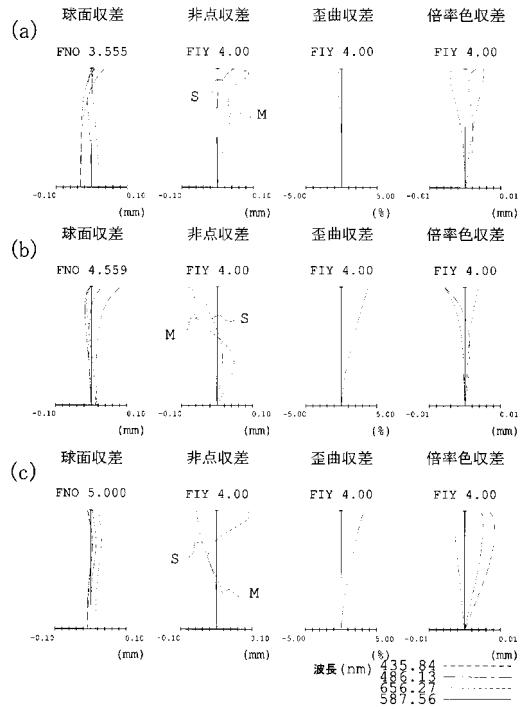 (a)
球面収差 非点収差 歪曲収差 倍率色収差
FNO 3.555 FIY 4.00 FIY 4.00 FIY 4.00
S
M
-0.10 0.10 -0.10 0.10 -5.00 5.00 -0.01 0.01
(mm) (mm) (%) (mm)
(b)
球面収差 非点収差 歪曲収差 倍率色収差
FNO 4.559 FIY 4.00 FIY 4.00 FIY 4.00
S
M
-0.10 0.10 -0.10 0.10 -5.00 5.00 -0.01 0.01
(mm) (mm) (%) (mm)
(c)
球面収差 非点収差 歪曲収差 倍率色収差
FNO 5.000 FIY 4.00 FIY 4.00 FIY 4.00
S
M
-0.10 0.10 -0.10 0.10 -5.00 5.00 -0.01 0.01
(mm) (mm) (%) (mm)
波長(nm) 435.84
486.13
656.27
587.56